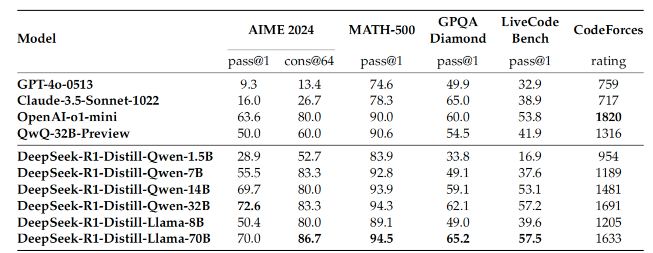 Model AIME 2024 MATH-500 GPQA Diamond LiveCode Bench CodeForces
pass@1 cons@64 pass@1 pass@1 pass@1 rating
GPT-4o-0513 9.3 13.4 74.6 49.9 32.9 759
Claude-3.5-Sonnet-1022 16.0 26.7 78.3 65.0 38.9 717
OpenAI-o1-mini 63.6 80.0 90.0 60.0 53.8 1820
QwQ-32B-Preview 50.0 60.0 90.6 54.5 41.9 1316
DeepSeek-R1-Distill-Qwen-1.5B 28.9 52.7 83.9 33.8 16.9 954
DeepSeek-R1-Distill-Qwen-7B 55.5 83.3 92.8 49.1 37.6 1189
DeepSeek-R1-Distill-Qwen-14B 69.7 80.0 93.9 59.1 53.1 1481
DeepSeek-R1-Distill-Qwen-32B 72.6 83.3 94.3 62.1 57.2 1691
DeepSeek-R1-Distill-Llama-8B 50.4 80.0 89.1 49.0 39.6 1205
DeepSeek-R1-Distill-Llama-70B 70.0 86.7 94.5 65.2 57.5 1633